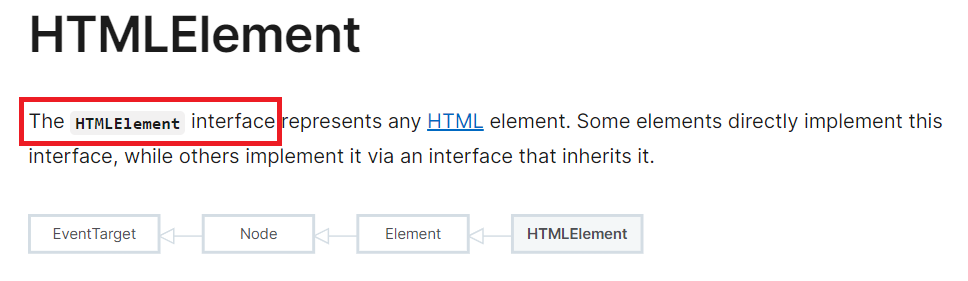 HTMLElement
The HTMLElement interface represents any HTML element. Some elements directly implement this
interface, while others implement it via an interface that inherits it.
EventTarget Node Element HTMLElement